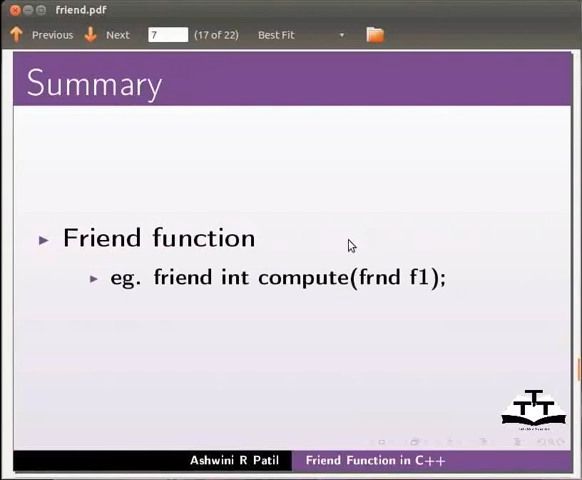 friend.pdf
Previous Next 7 (17 of 22) Best Fit
Summary
Friend function
eg. friend int compute(frnd f1);
TTT
Ashwini R Patil Friend Function in C++